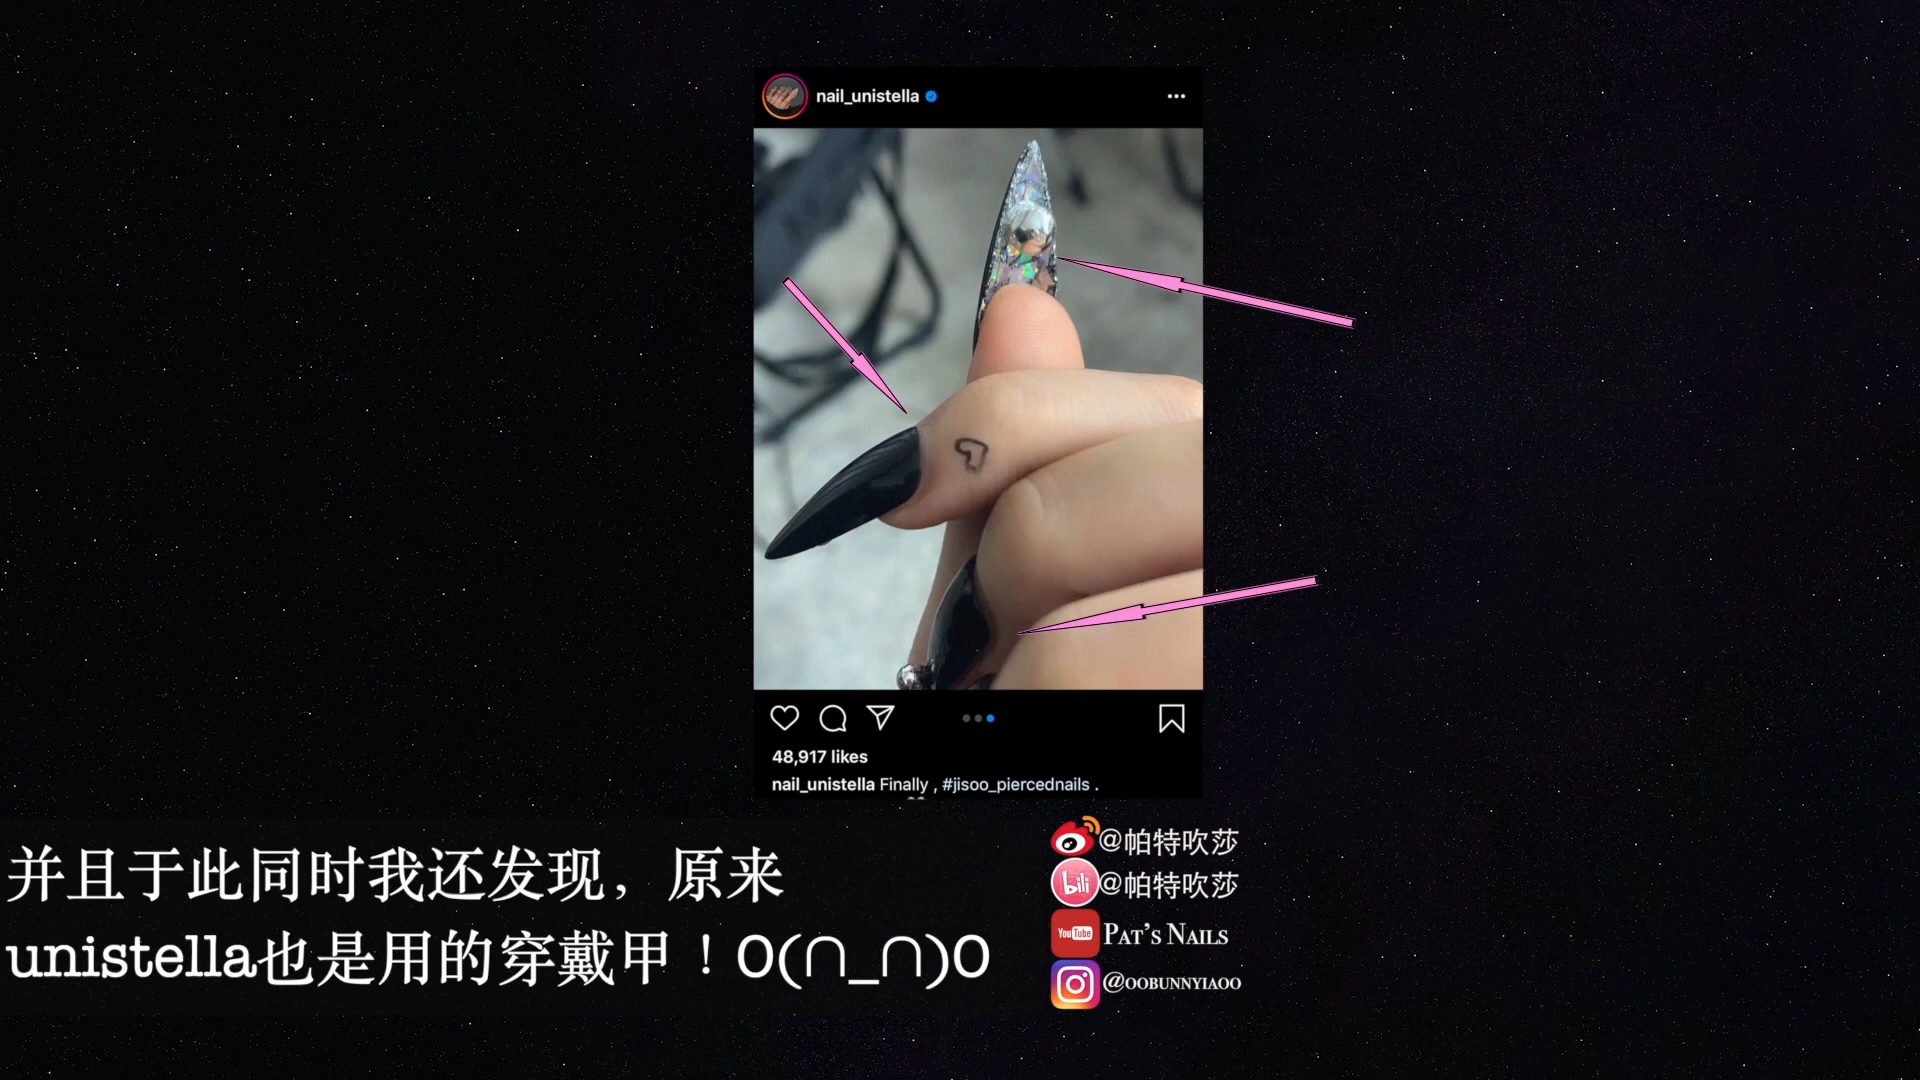 nail_unistella
48,917 likes
nail_unistella Finally , #jisoo_piercednails .
并且于此同时我还发现，原来
unistella也是用的穿戴甲！O(∩_∩)O
@帕特吹莎
bili @帕特吹莎
YouTube PAT'S NAILS
@OOBUNNYIAOO